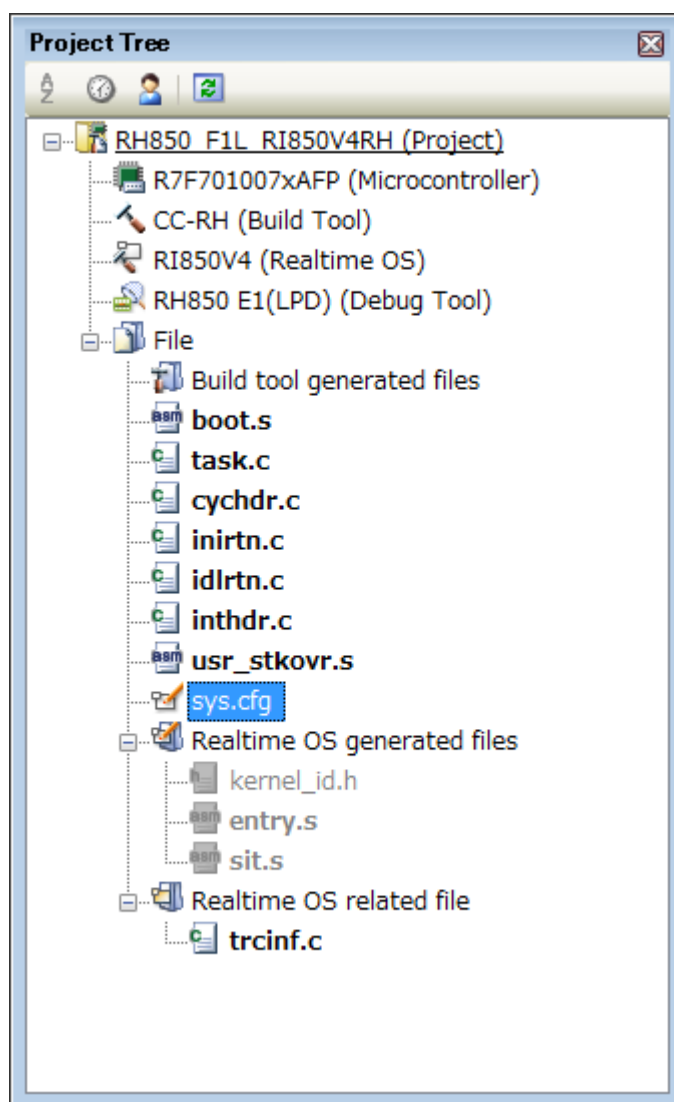 Project Tree
RH850_F1L_RI850V4RH (Project)
R7F701007xAFP (Microcontroller)
CC-RH (Build Tool)
RI850V4 (Realtime OS)
RH850 E1(LPD) (Debug Tool)
File
Build tool generated files
boot.s
task.c
cychdr.c
inirtn.c
idlrtn.c
inthdr.c
usr_stkovr.s
sys.cfg
Realtime OS generated files
kernel_id.h
entry.s
sit.s
Realtime OS related file
trcinf.c